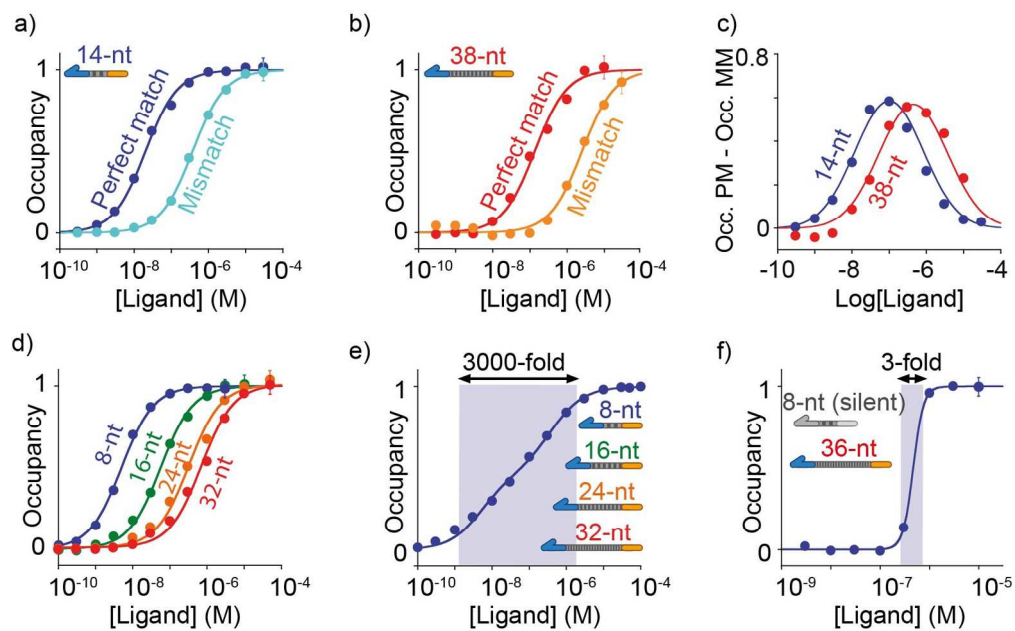 a)
14-nt
1
Occupancy
0
Perfect match
Mismatch
10⁻¹⁰ 10⁻⁸ 10⁻⁶ 10⁻⁴
[Ligand] (M)
b)
38-nt
1
Occupancy
0
Perfect match
Mismatch
10⁻¹⁰ 10⁻⁸ 10⁻⁶ 10⁻⁴
[Ligand] (M)
c)
0.8
Occ. PM - Occ. MM
0
14-nt
38-nt
-10 -8 -6 -4
Log[Ligand]
d)
1
Occupancy
0
8-nt
16-nt
24-nt
32-nt
10⁻¹⁰ 10⁻⁸ 10⁻⁶ 10⁻⁴
[Ligand] (M)
e)
3000-fold
1
Occupancy
0
8-nt
16-nt
24-nt
32-nt
10⁻¹⁰ 10⁻⁸ 10⁻⁶ 10⁻⁴
[Ligand] (M)
f)
3-fold
1
Occupancy
0
8-nt (silent)
36-nt
10⁻⁹ 10⁻⁷ 10⁻⁵
[Ligand] (M)